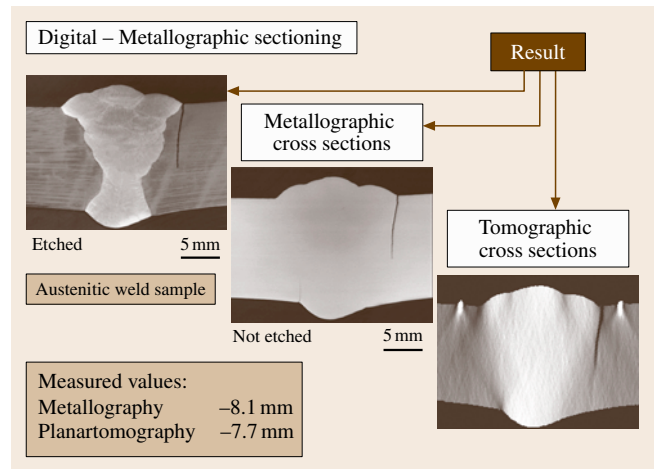 Digital – Metallographic sectioning
Result
Metallographic
cross sections
Tomographic
cross sections
Etched
5 mm
Austenitic weld sample
Not etched
5 mm
Measured values:
Metallography –8.1 mm
Planartomography –7.7 mm